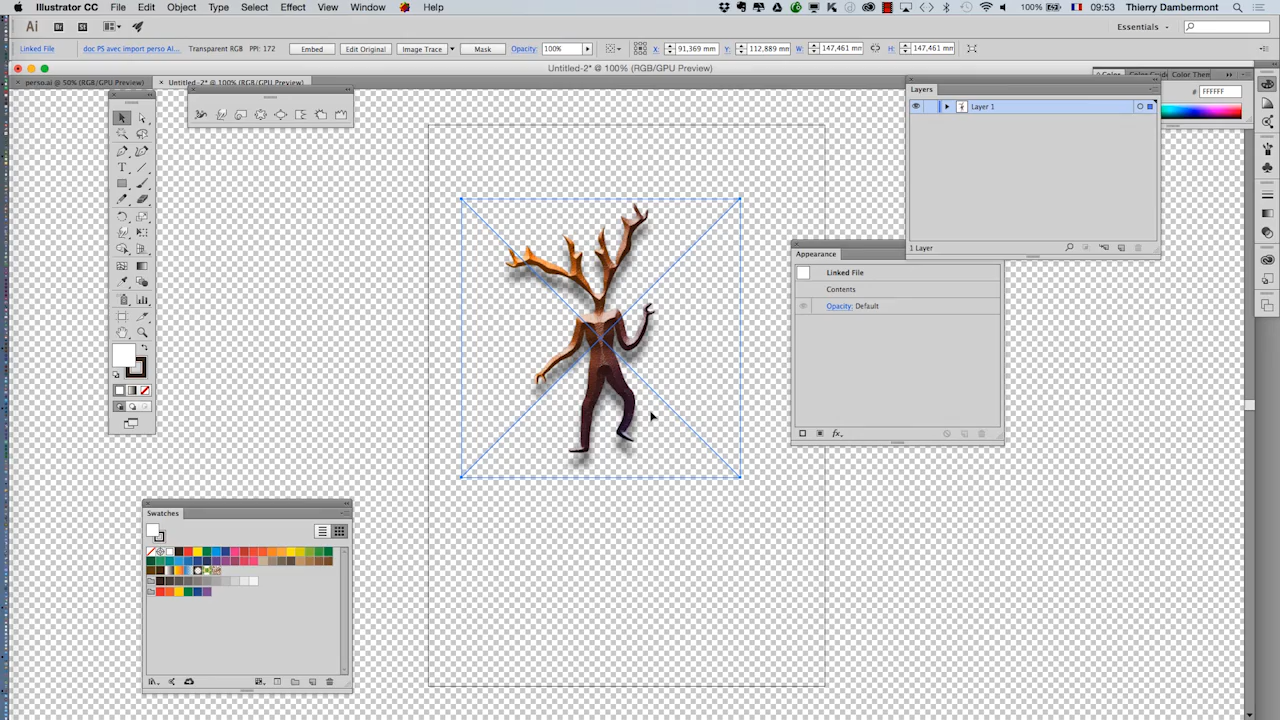 Illustrator CC File Edit Object Type Select Effect View Window Help 100% 09:53 Thierry Dambermont
Ai Br St Essentials
Linked File doc PS avec import perso AI... Transparent RGB PPI: 172 Embed Edit Original Image Trace Mask Opacity: 100% X: 91,369 mm Y: 112,889 mm W: 147,461 mm H: 147,461 mm
Untitled-2* @ 100% (RGB/GPU Preview)
perso.ai @ 50% (RGB/GPU Preview) Untitled-2* @ 100% (RGB/GPU Preview)
Color Color Guide Color Them
Layers
# FFFFFF
Layer 1
1 Layer
Appearance
Linked File
Contents
Opacity: Default
fx
Swatches